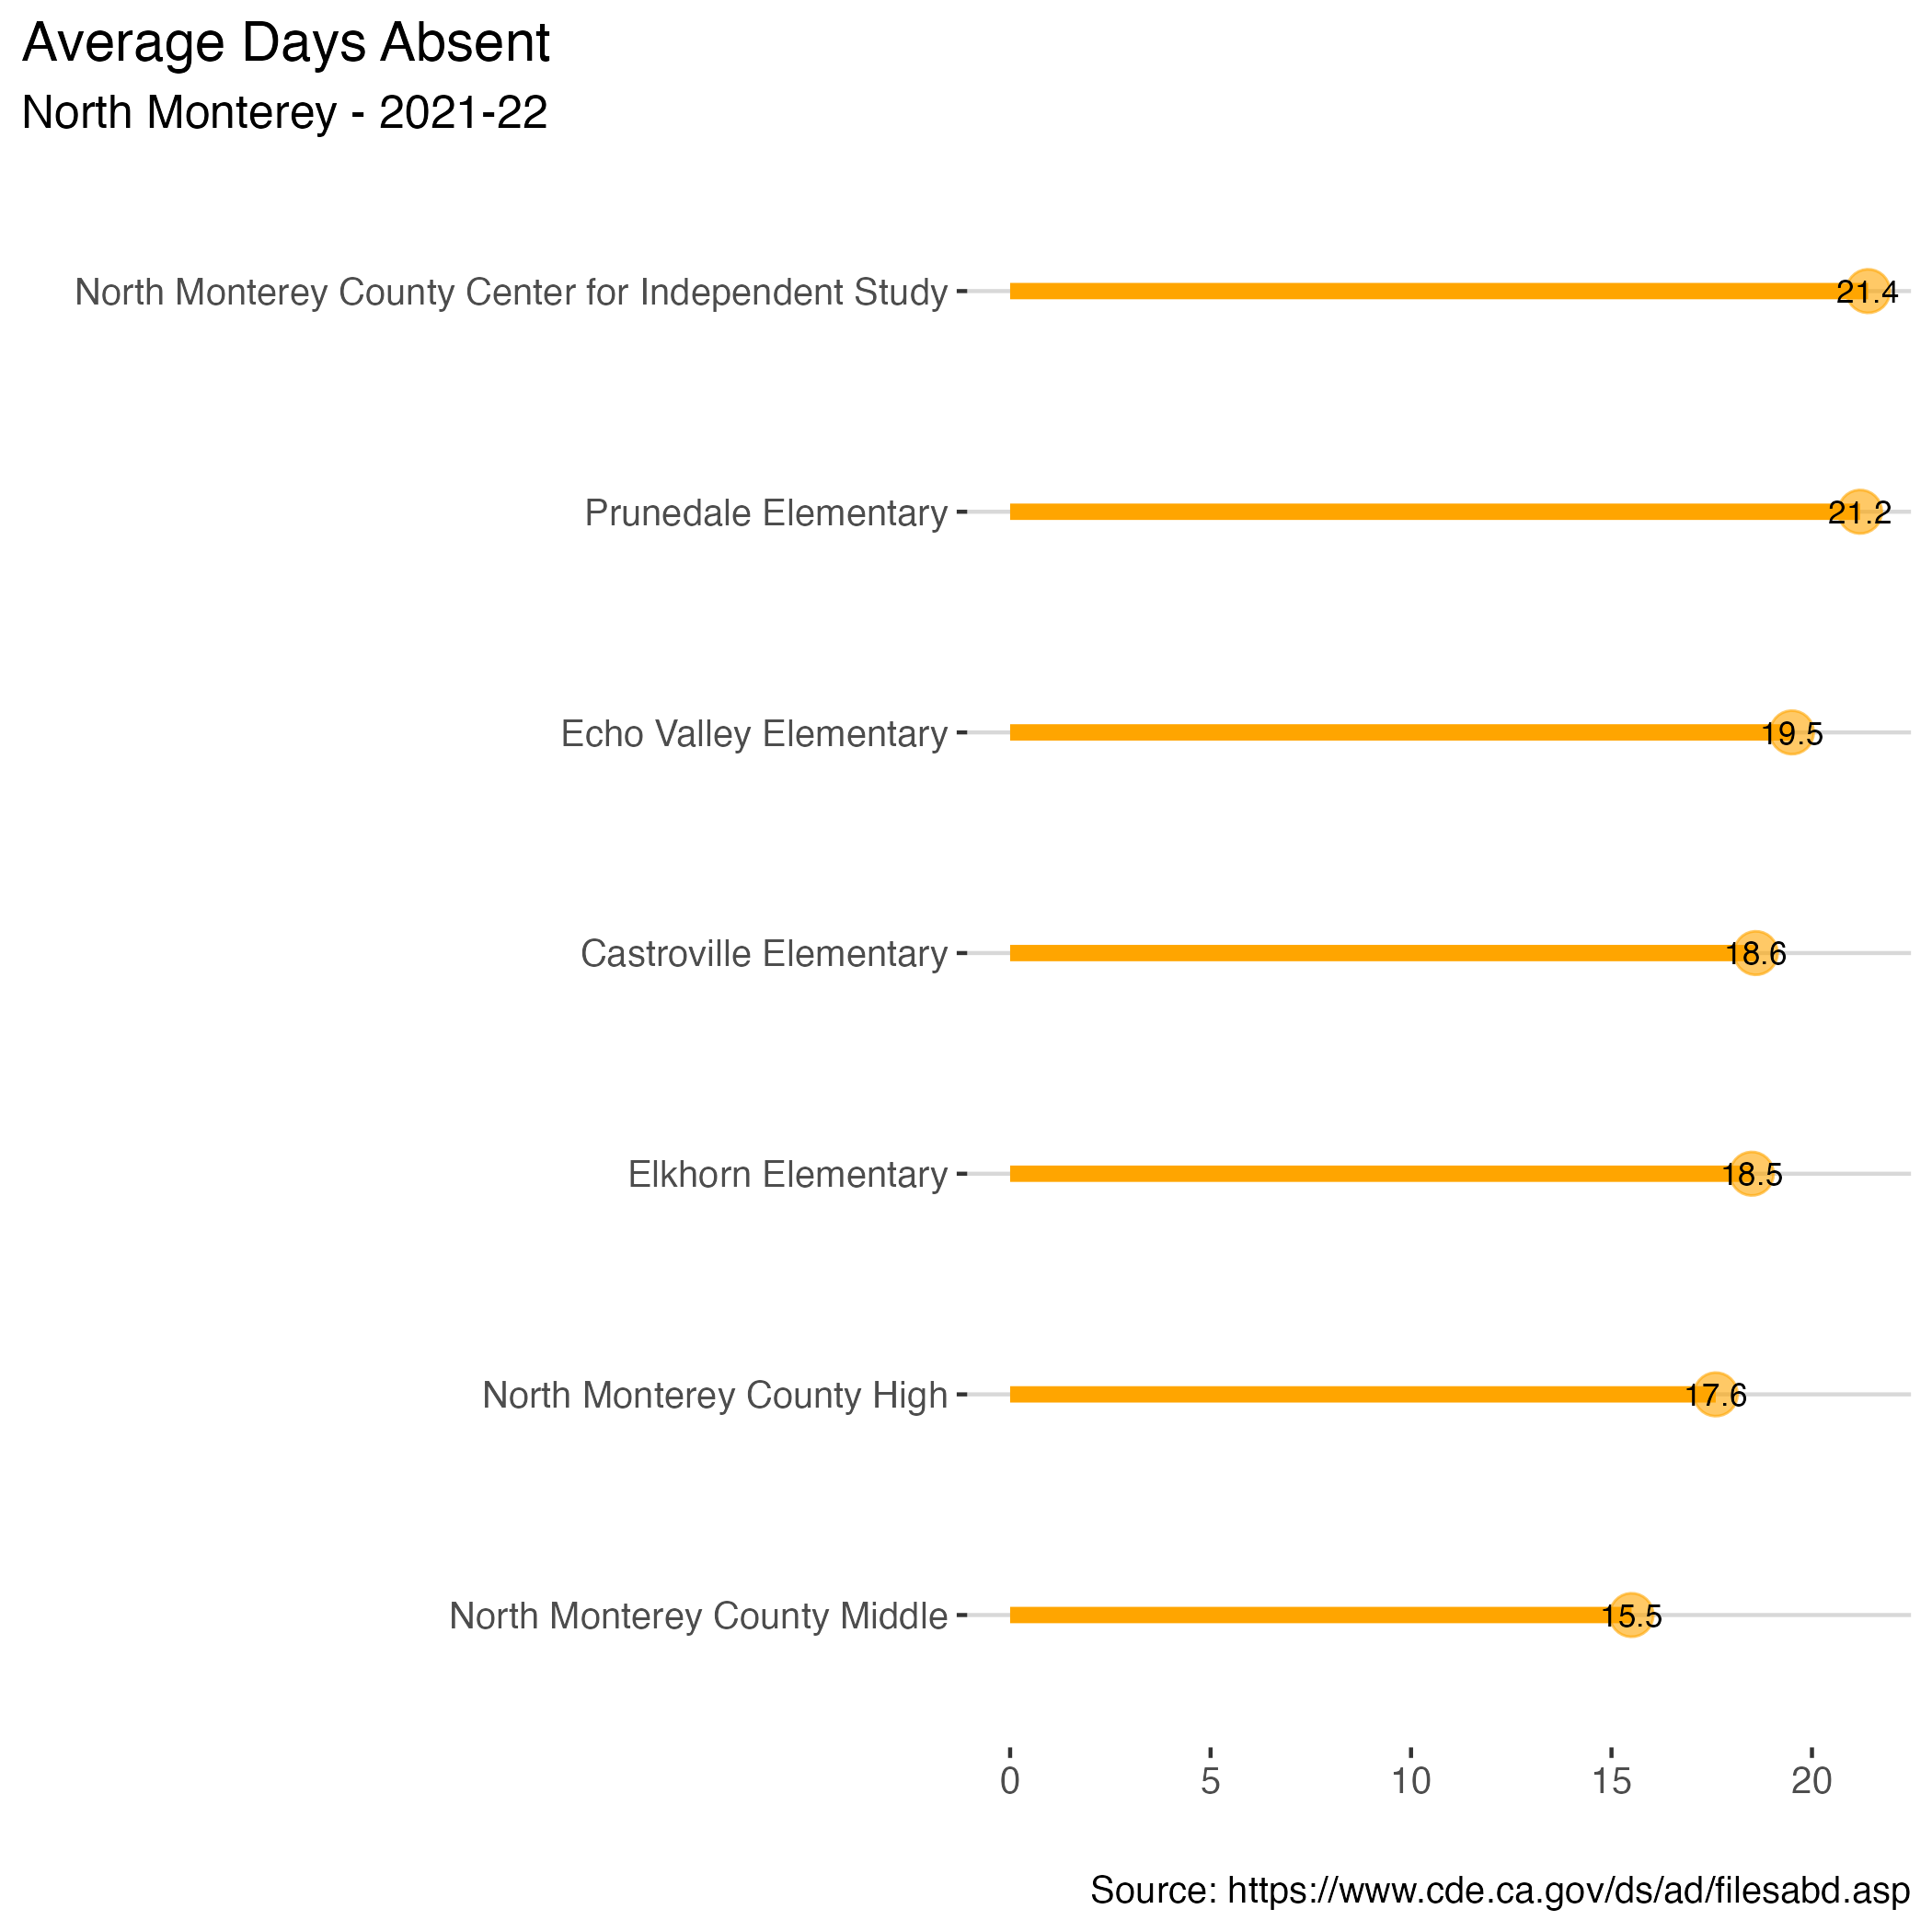 Average Days Absent
North Monterey - 2021-22
North Monterey County Center for Independent Study
21.4
Prunedale Elementary
21.2
Echo Valley Elementary
19.5
Castroville Elementary
18.6
Elkhorn Elementary
18.5
North Monterey County High
17.6
North Monterey County Middle
15.5
0 5 10 15 20
Source: https://www.cde.ca.gov/ds/ad/filesabd.asp